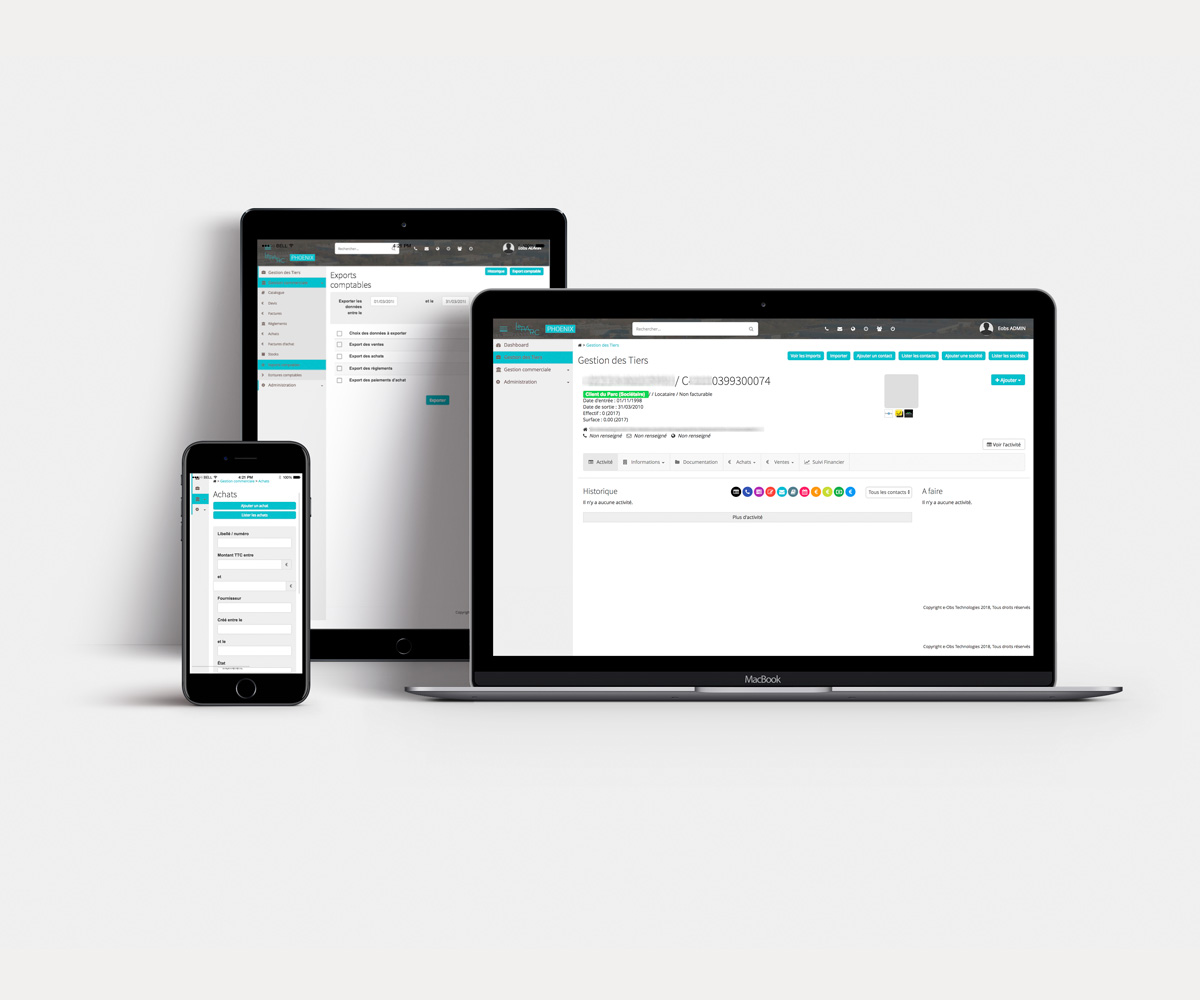 BELL
4:21 PM
Rechercher...
Eobs ADMIN
PHOENIX
Gestion des Tiers
Catalogue
Devis
Factures
Règlements
Achats
Factures d'achat
Stocks
Ecritures comptables
Administration
Historique
Export comptable
Exports
comptables
Exporter les
données
entre le
01/03/201
et le
01/03/201
Choix des données à exporter
Export des ventes
Export des achats
Export des règlements
Export des paiements d'achat
Exporter
PHOENIX
Rechercher...
Eobs ADMIN
Dashboard
Gestion des Tiers
Gestion commerciale
Administration
Gestion des Tiers
Gestion des Tiers
Voir les imports
Importer
Ajouter un contact
Lister les contacts
Ajouter une société
Lister les sociétés
/ C
0399300074
+ Ajouter
Client du Parc (Sociétaire) / Locataire / Non facturable
Date d'entrée : 01/11/1998
Date de sortie : 31/03/2010
Effectif : 0 (2017)
Surface : 0.00 (2017)
Non renseigné Non renseigné Non renseigné
Voir l'activité
Activité
Informations
Documentation
€ Achats
€ Ventes
Suivi Financier
Historique
Tous les contacts
A faire
Il n'y a aucune activité.
Il n'y a aucune activité.
Plus d'activité
Copyright e-Obs Technologies 2018, Tous droits réservés
Copyright e-Obs Technologies 2018, Tous droits réservés
MacBook
BELL
4:21 PM
100%
Gestion commerciale > Achats
Achats
Ajouter un achat
Lister les achats
Libellé / numéro
Montant TTC entre
€
et
€
Fournisseur
Créé entre le
et le
État